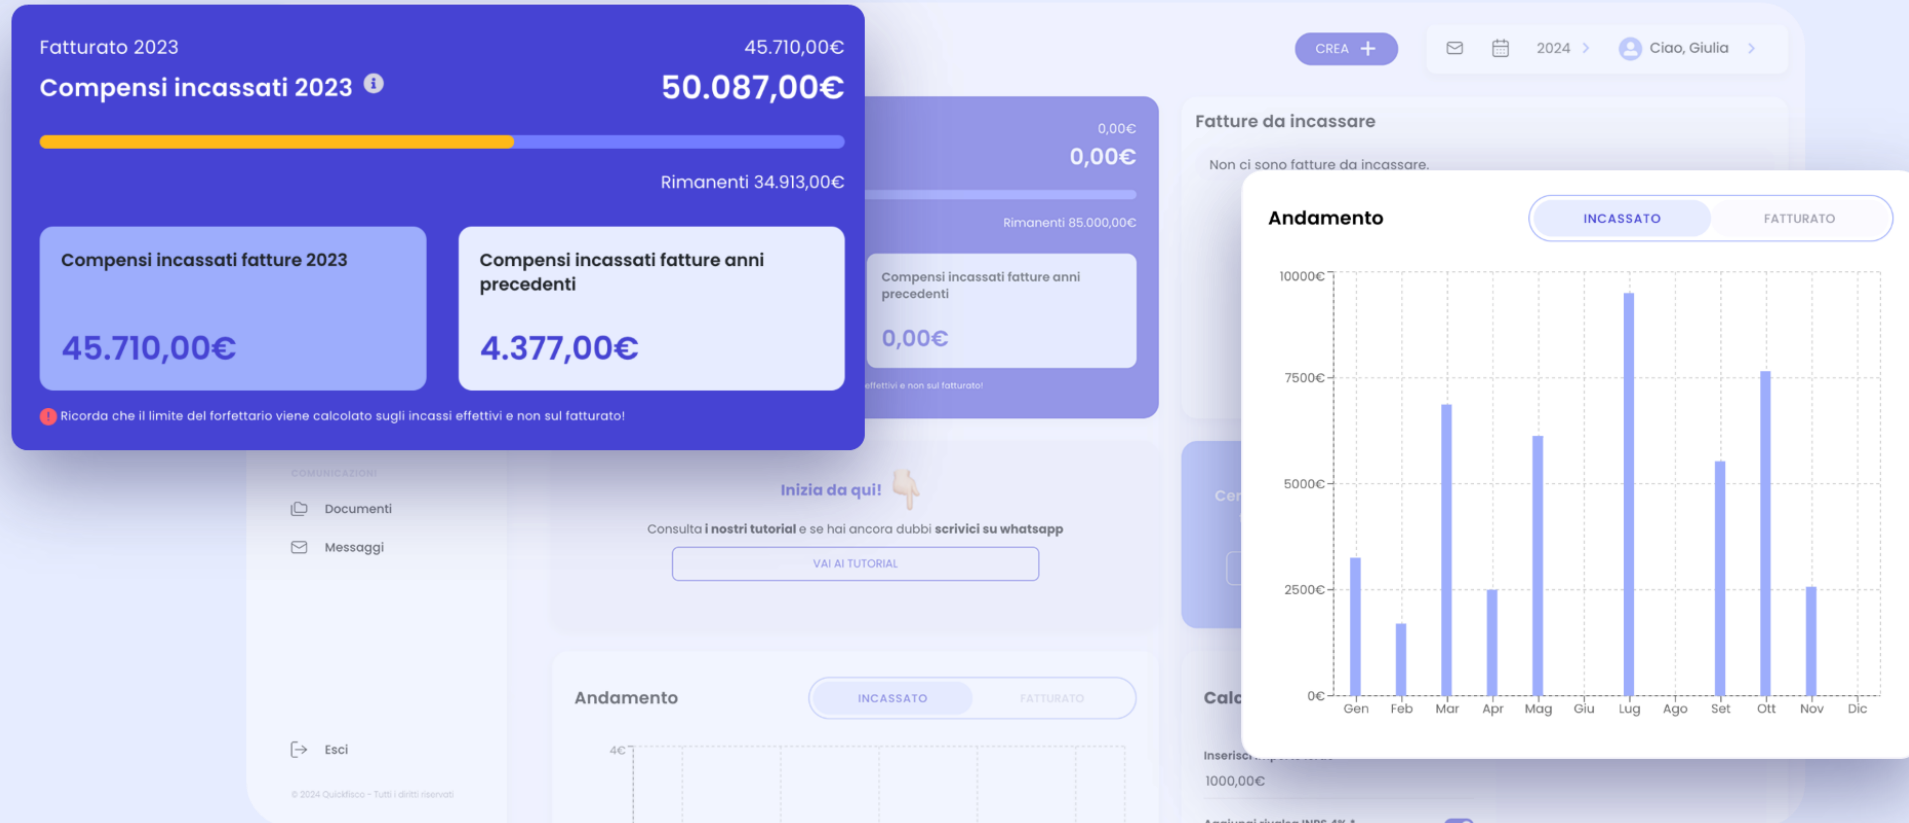 Fatturato 2023
45.710,00€
Compensi incassati 2023
50.087,00€
Rimanenti 34.913,00€
Compensi incassati fatture 2023
45.710,00€
Compensi incassati fatture anni
precedenti
4.377,00€
Ricorda che il limite del forfettario viene calcolato sugli incassi effettivi e non sul fatturato!
CREA +
2024
Ciao, Giulia
0,00€
0,00€
Rimanenti 85.000,00€
Compensi incassati fatture anni
precedenti
0,00€
effettivi e non sul fatturato!
Fatture da incassare
Non ci sono fatture da incassare.
Andamento
INCASSATO
FATTURATO
10000€
7500€
5000€
2500€
0€
Gen Feb Mar Apr Mag Giu Lug Ago Set Ott Nov Dic
COMUNICAZIONI
Documenti
Messaggi
Esci
© 2024 Quickfisco - Tutti i diritti riservati
Inizia da qui!
Consulta i nostri tutorial e se hai ancora dubbi scrivici su whatsapp
VAI AI TUTORIAL
Andamento
INCASSATO
FATTURATO
4€
1000,00€